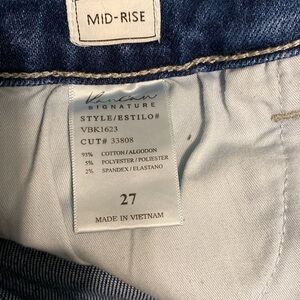 MID-RISE
SIGNATURE
STYLE/ESTILO#
VBK1623
CUT# 33808
93% COTTON/ALGODON
5% POLYESTER/POLIESTER
2% SPANDEX/ELASTANO
27
MADE IN VIETNAM